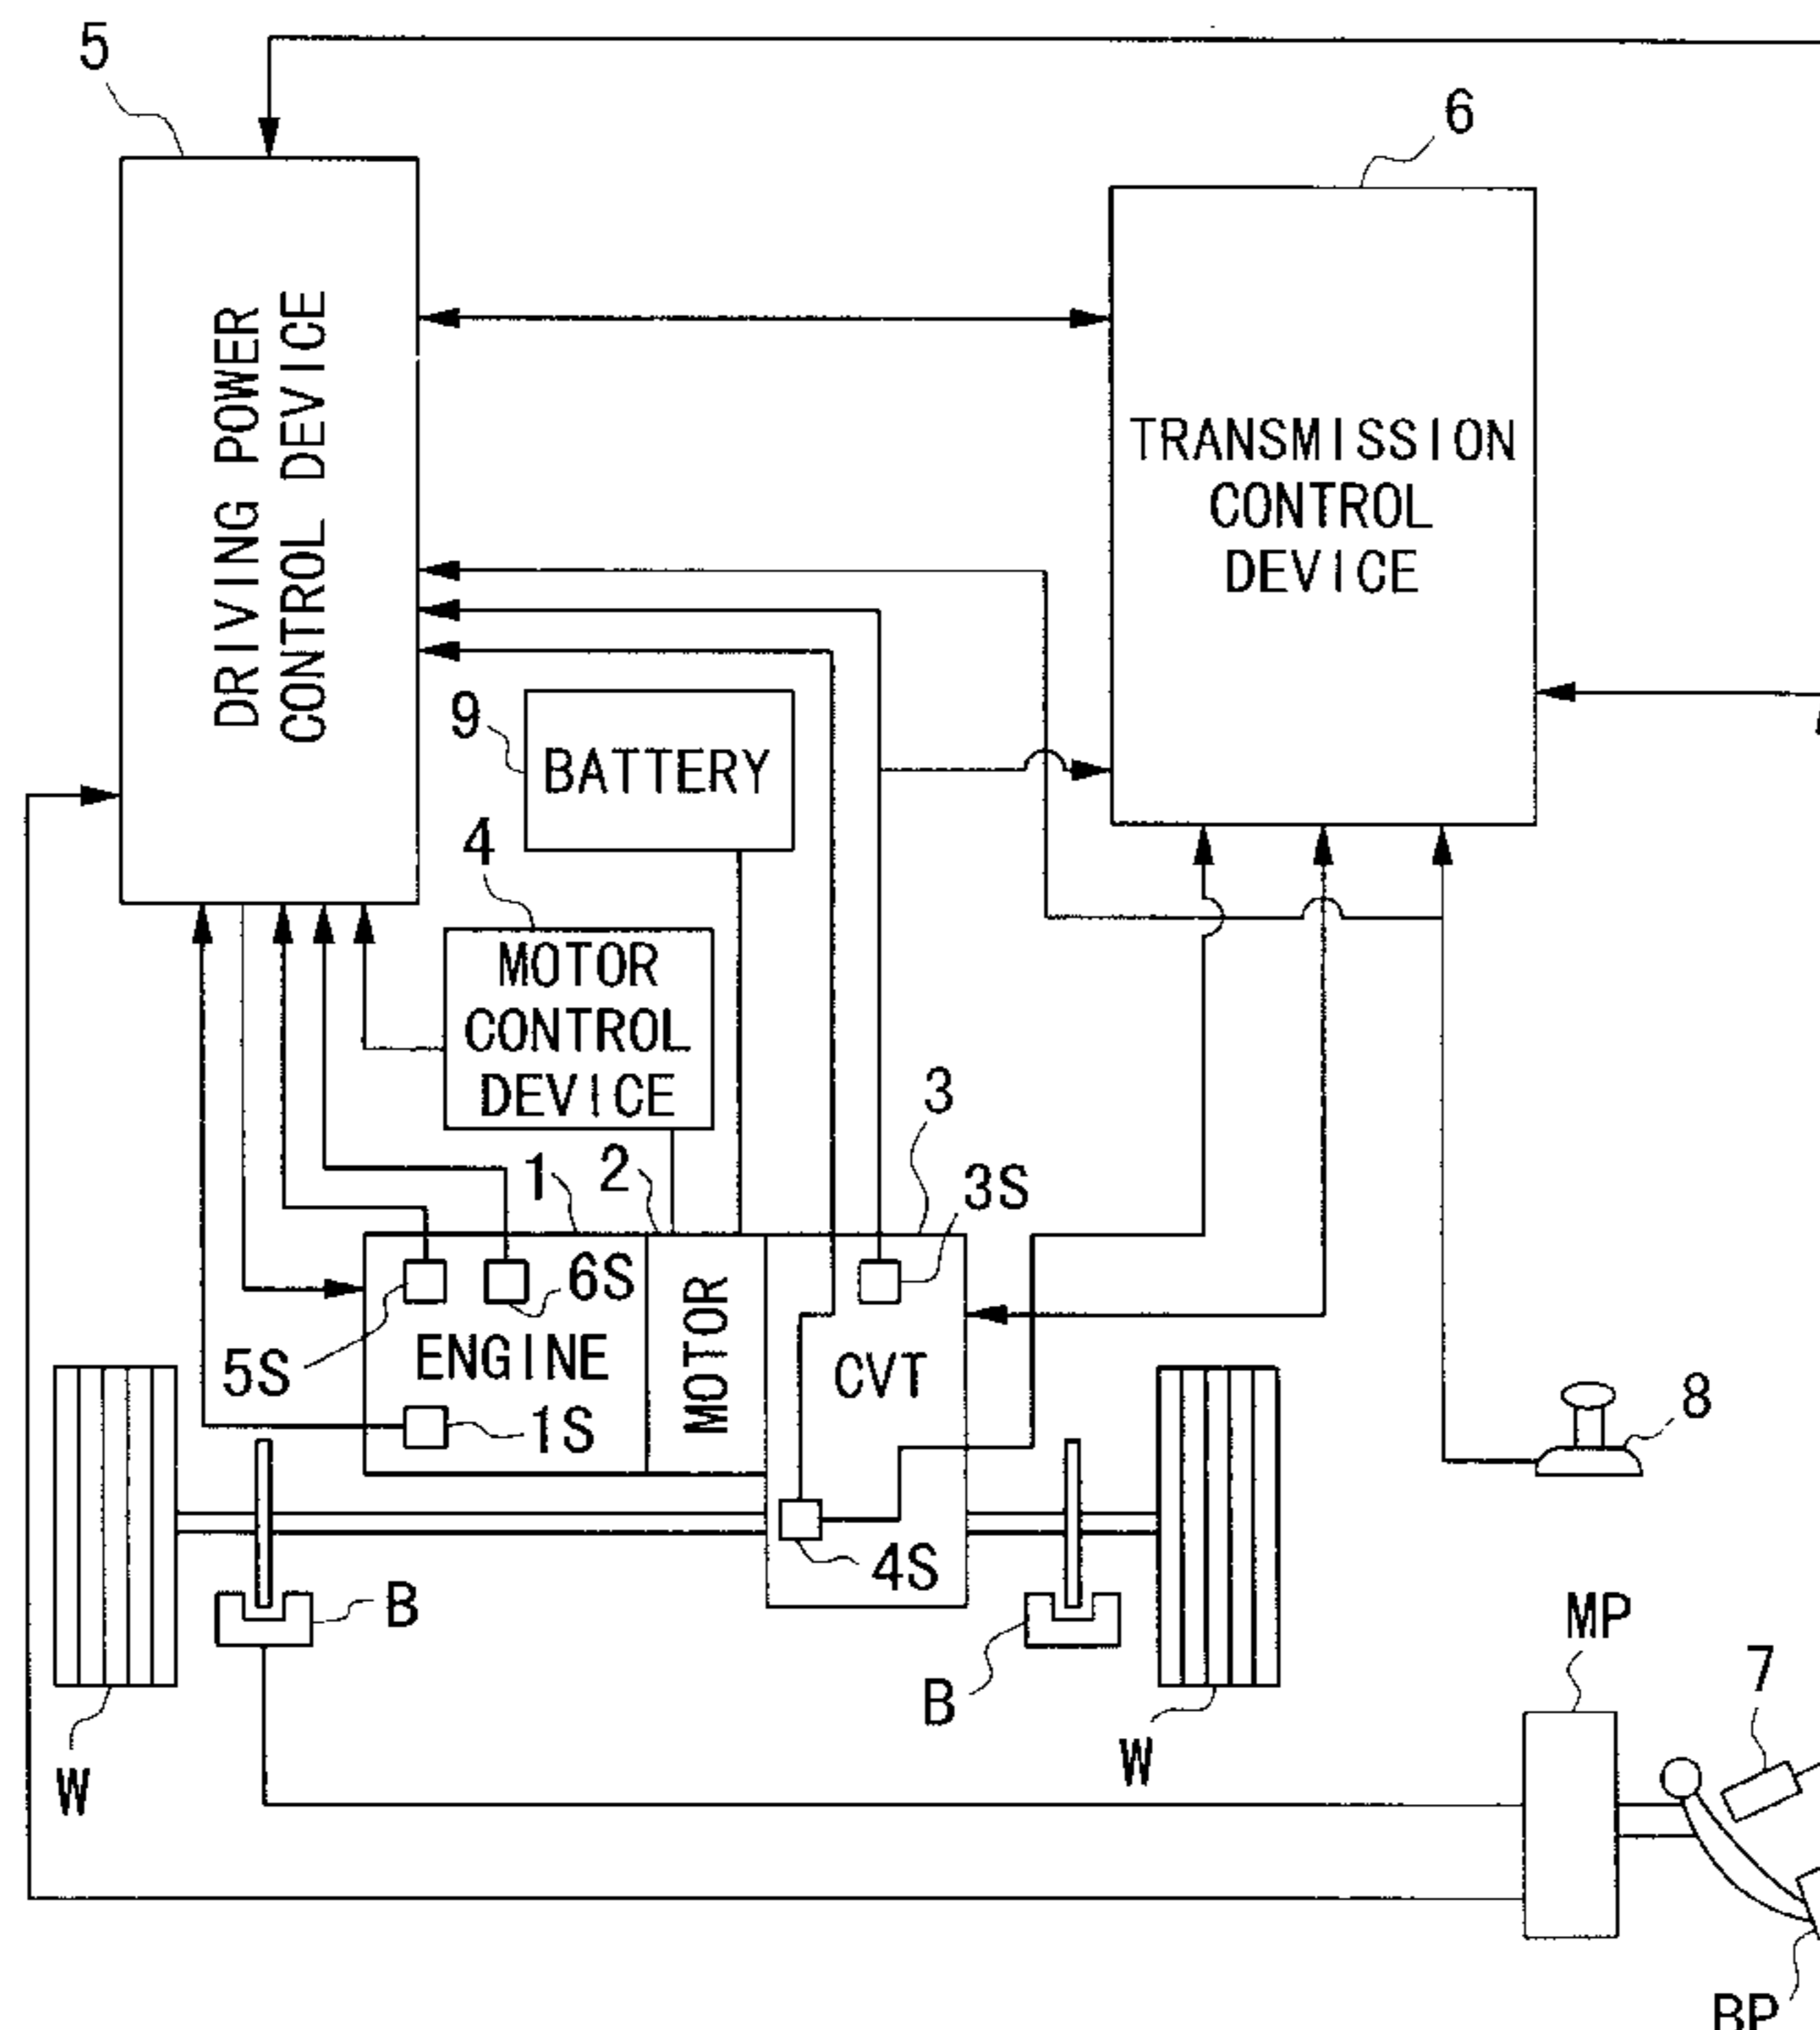 5
6
DRIVING POWER
CONTROL DEVICE
TRANSMISSION
CONTROL
DEVICE
9
BATTERY
4
MOTOR
CONTROL
DEVICE
3
1
2
3S
6S
5S
ENGINE
MOTOR
CVT
1S
8
4S
B
B
MP
7
W
W
BP